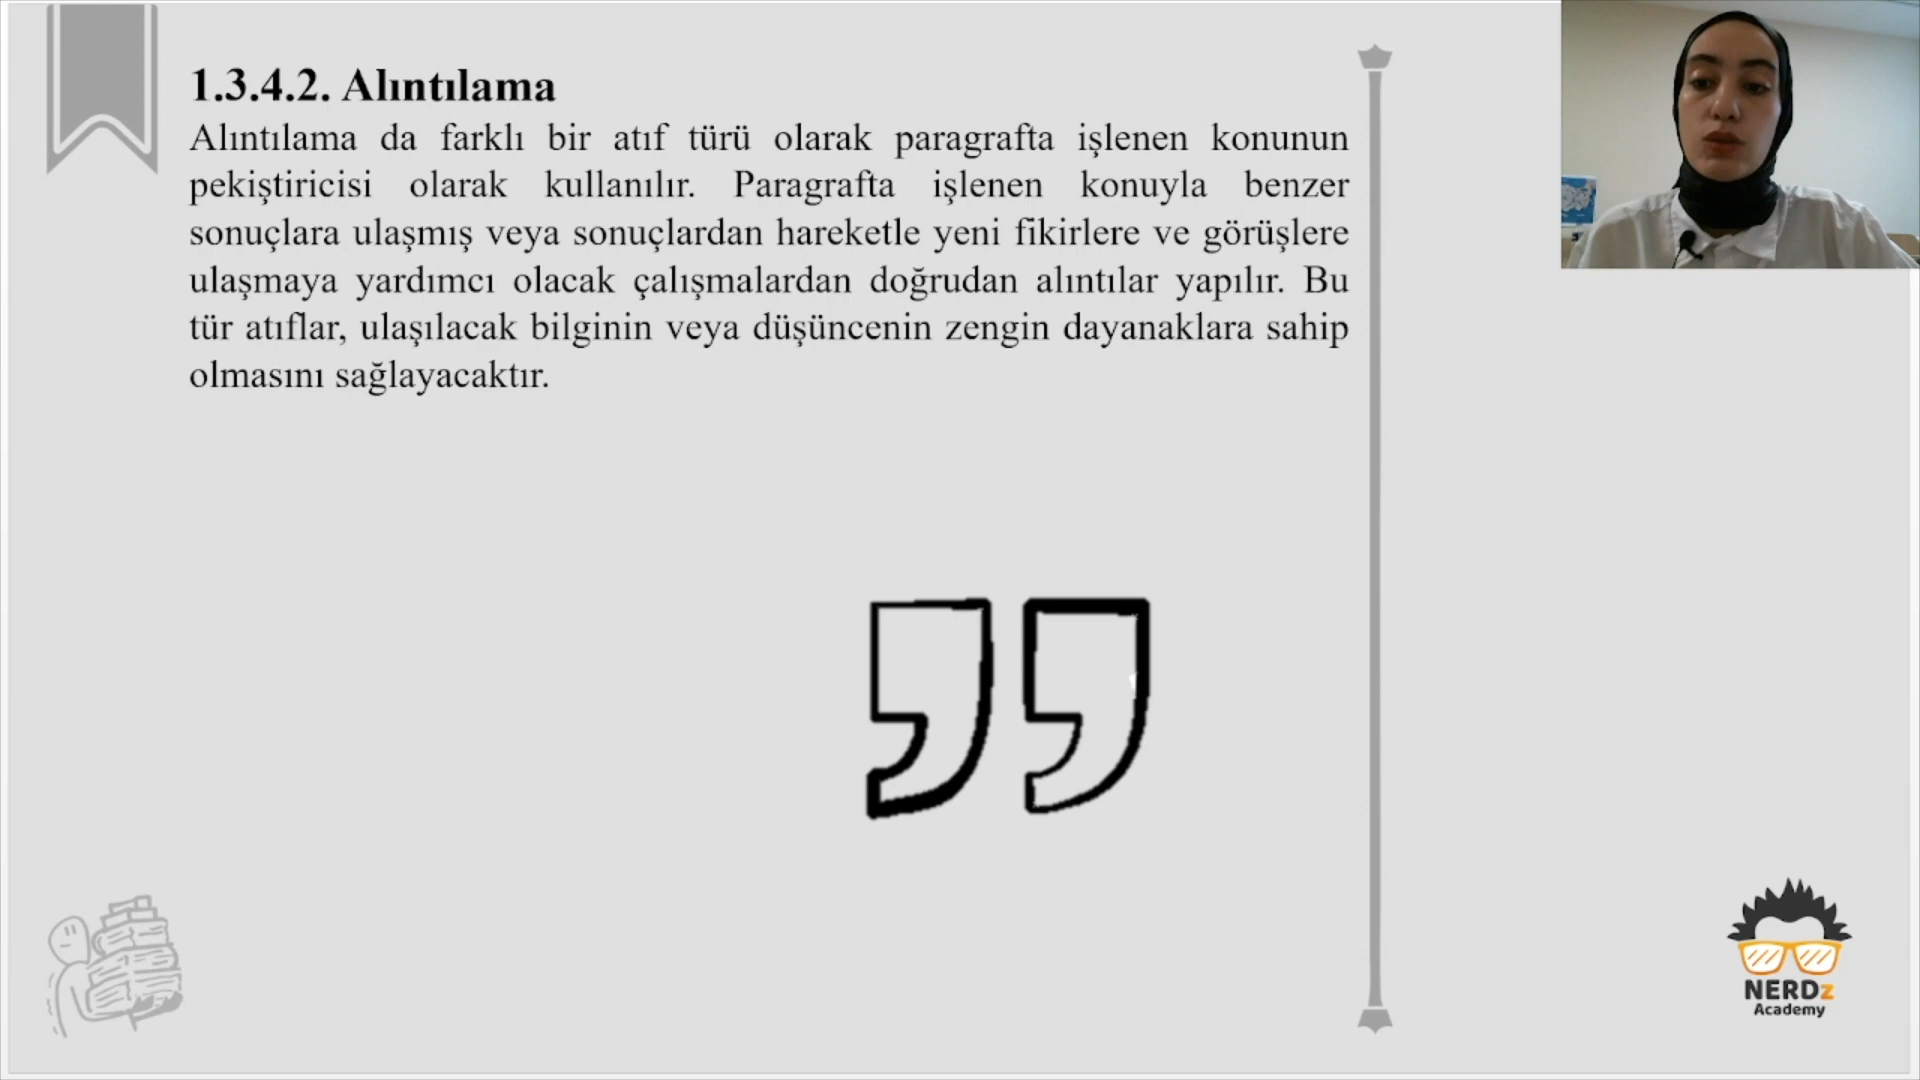 1.3.4.2. Alıntılama
Alıntılama da farklı bir atıf türü olarak paragrafta işlenen konunun
pekiştiricisi olarak kullanılır. Paragrafta işlenen konuyla benzer
sonuçlara ulaşmış veya sonuçlardan hareketle yeni fikirlere ve görüşlere
ulaşmaya yardımcı olacak çalışmalardan doğrudan alıntılar yapılır. Bu
tür atıflar, ulaşılacak bilginin veya düşüncenin zengin dayanaklara sahip
olmasını sağlayacaktır.
NERDz
Academy